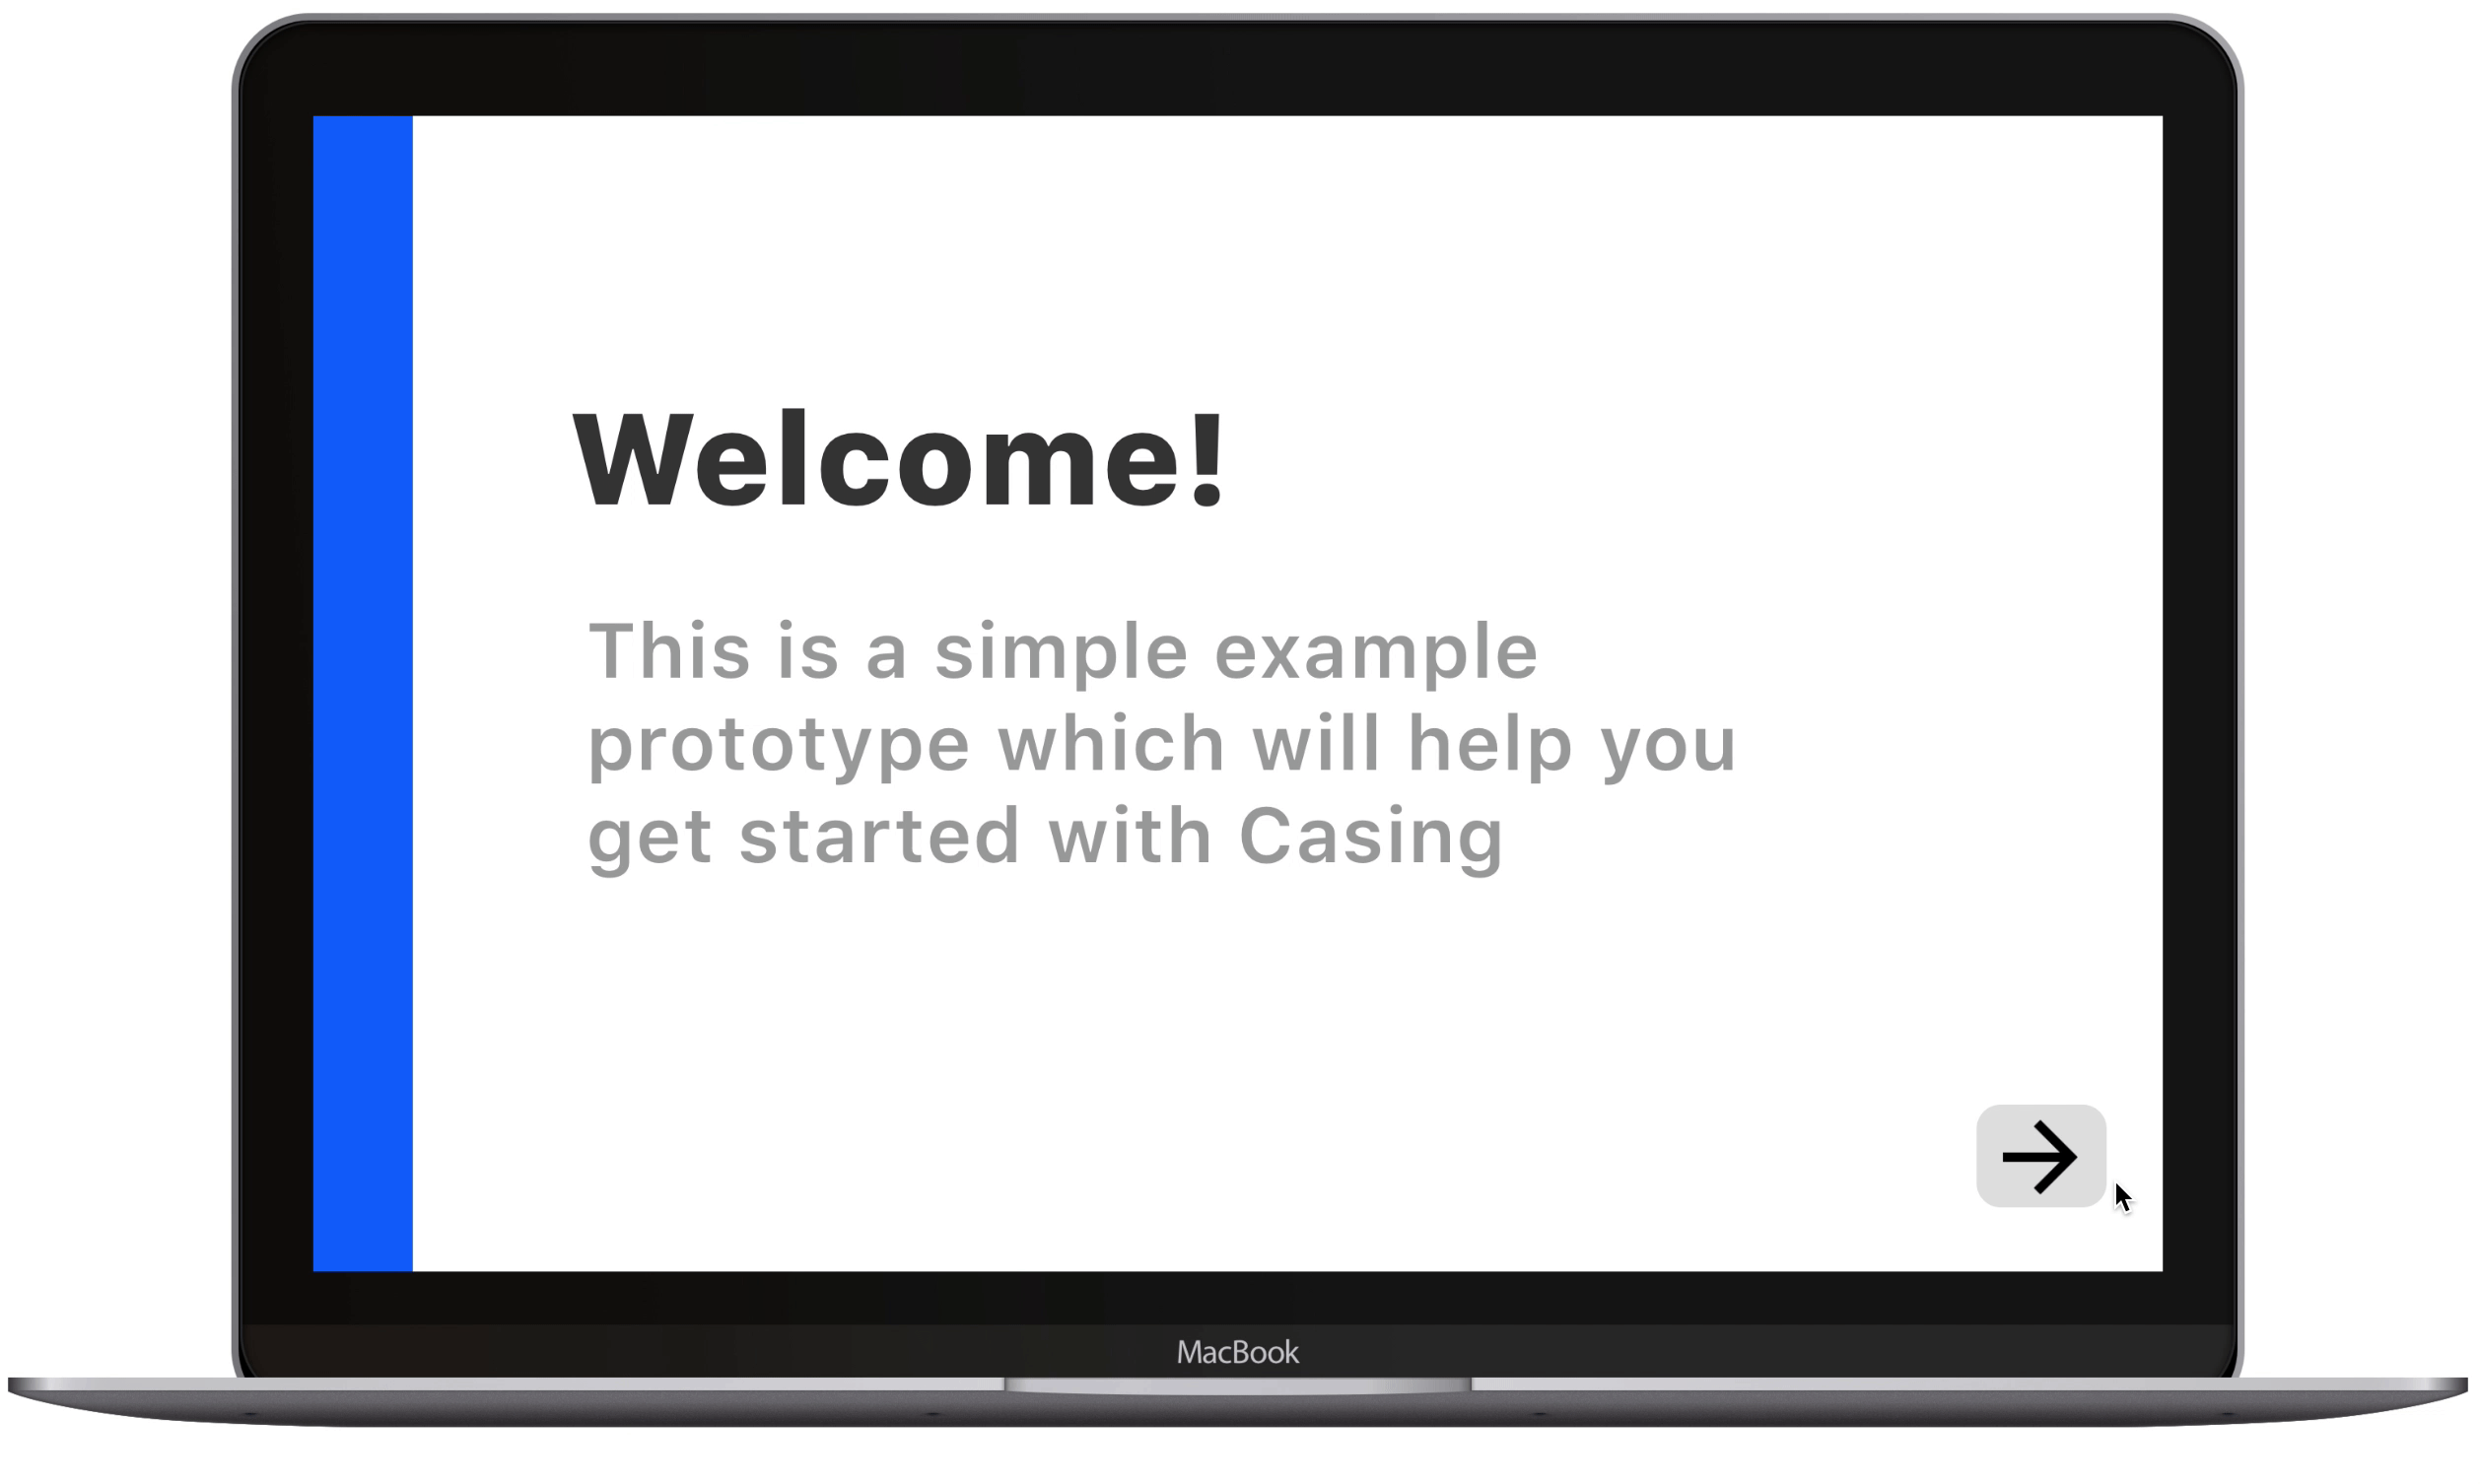 Welcome!
This is a simple example
prototype which will help you
get started with Casing
MacBook